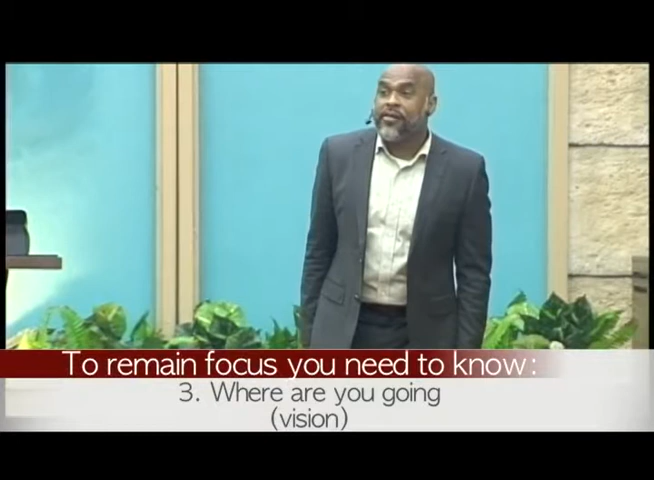 To remain focus you need to know:
3. Where are you going
(vision)